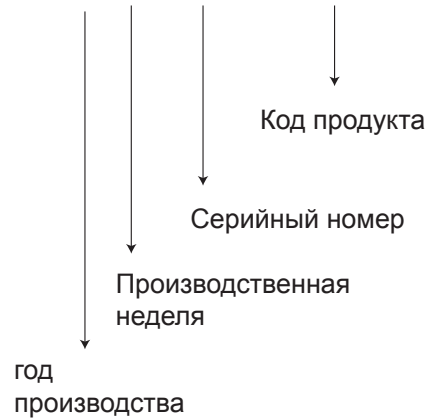 Код продукта
Серийный номер
Производственная
неделя
год
производства